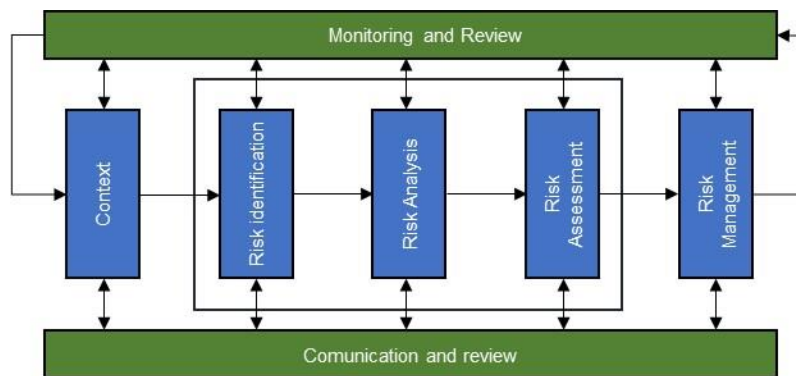 Monitoring and Review
Context
Risk identification
Risk Analysis
Risk
Assessment
Risk
Management
Comunication and review